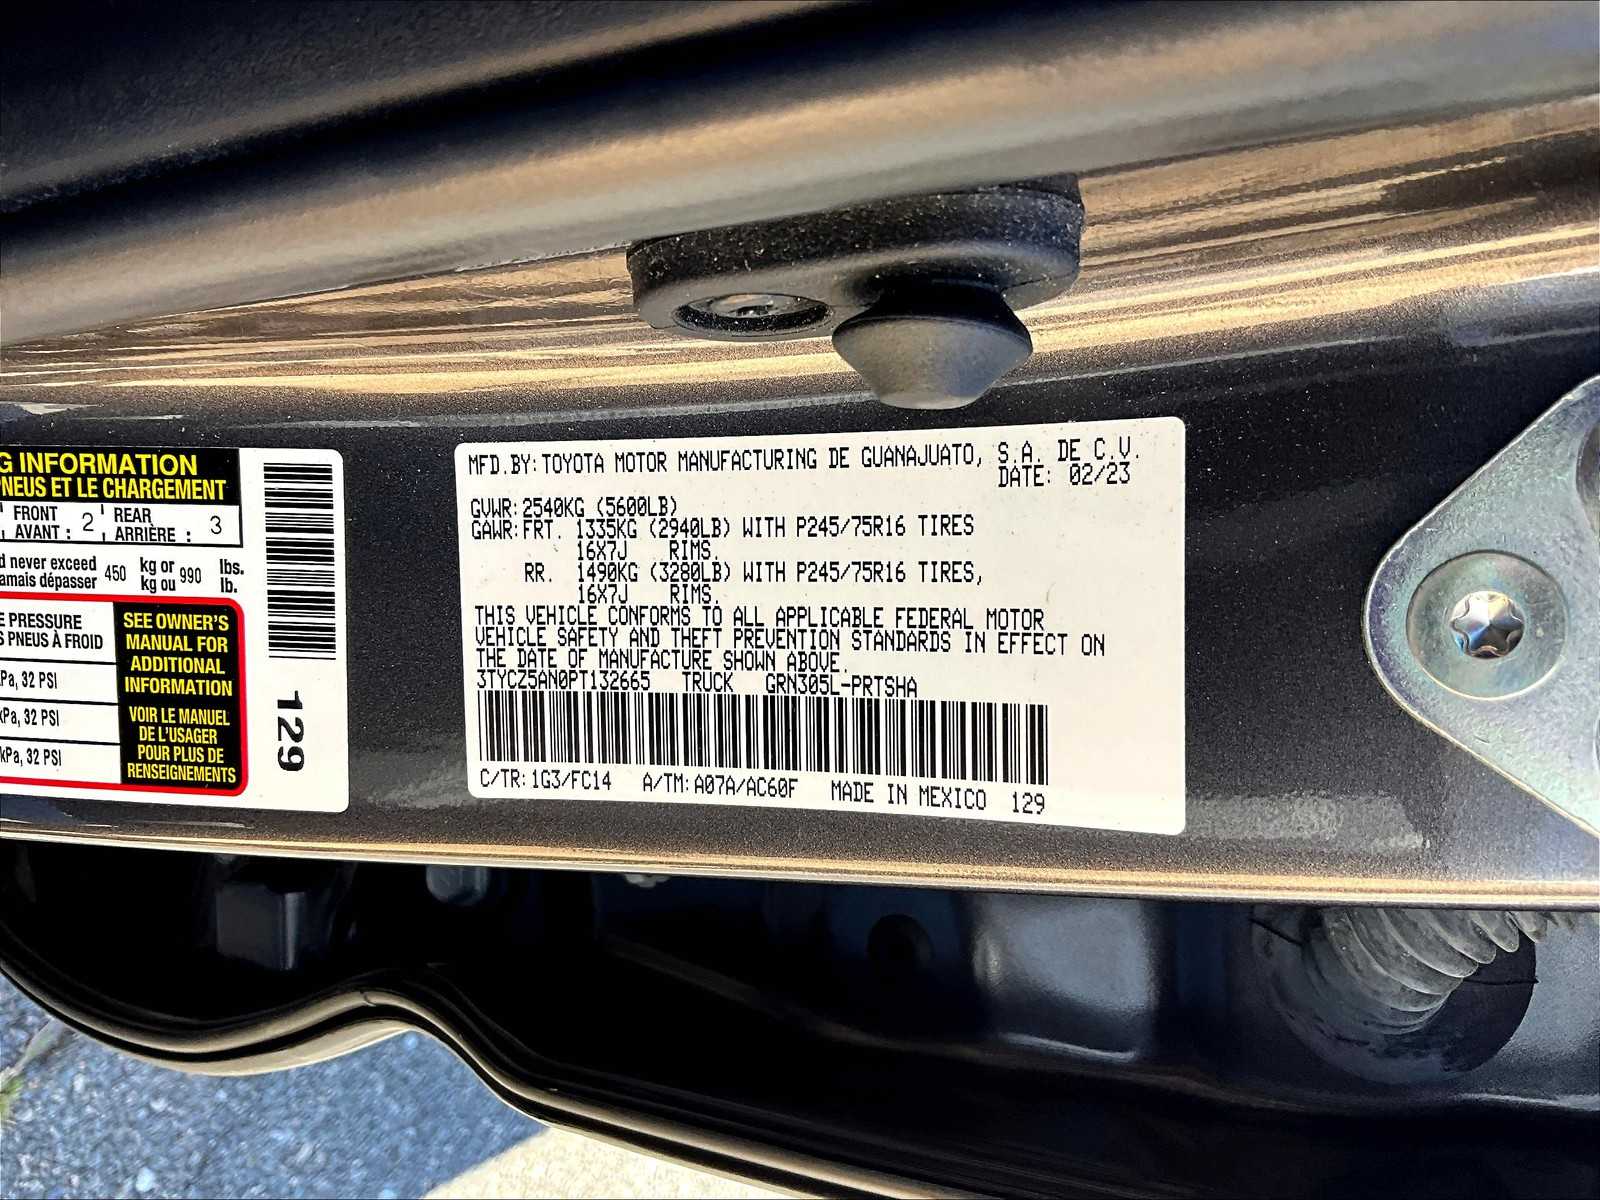 G INFORMATION
PNEUS ET LE CHARGEMENT
FRONT
AVANT : 2
REAR
ARRIÈRE : 3
d never exceed
amais dépasser 450 kg or
kg ou 990 lbs.
lb.
E PRESSURE
S PNEUS À FROID
kPa, 32 PSI
kPa, 32 PSI
kPa, 32 PSI
SEE OWNER'S
MANUAL FOR
ADDITIONAL
INFORMATION
VOIR LE MANUEL
DE L'USAGER
POUR PLUS DE
RENSEIGNEMENTS
129
MFD.BY:TOYOTA MOTOR MANUFACTURING DE GUANAJUATO, S.A. DE C.V.
DATE: 02/23
GVWR:2540KG (5600LB)
GAWR:FRT. 1335KG (2940LB) WITH P245/75R16 TIRES
16X7J RIMS.
RR. 1490KG (3280LB) WITH P245/75R16 TIRES,
16X7J RIMS.
THIS VEHICLE CONFORMS TO ALL APPLICABLE FEDERAL MOTOR
VEHICLE SAFETY AND THEFT PREVENTION STANDARDS IN EFFECT ON
THE DATE OF MANUFACTURE SHOWN ABOVE.
3TYCZ5AN0PT132665 TRUCK GRN305L-PRTSHA
C/TR:1G3/FC14 A/TM:A07A/AC60F MADE IN MEXICO 129